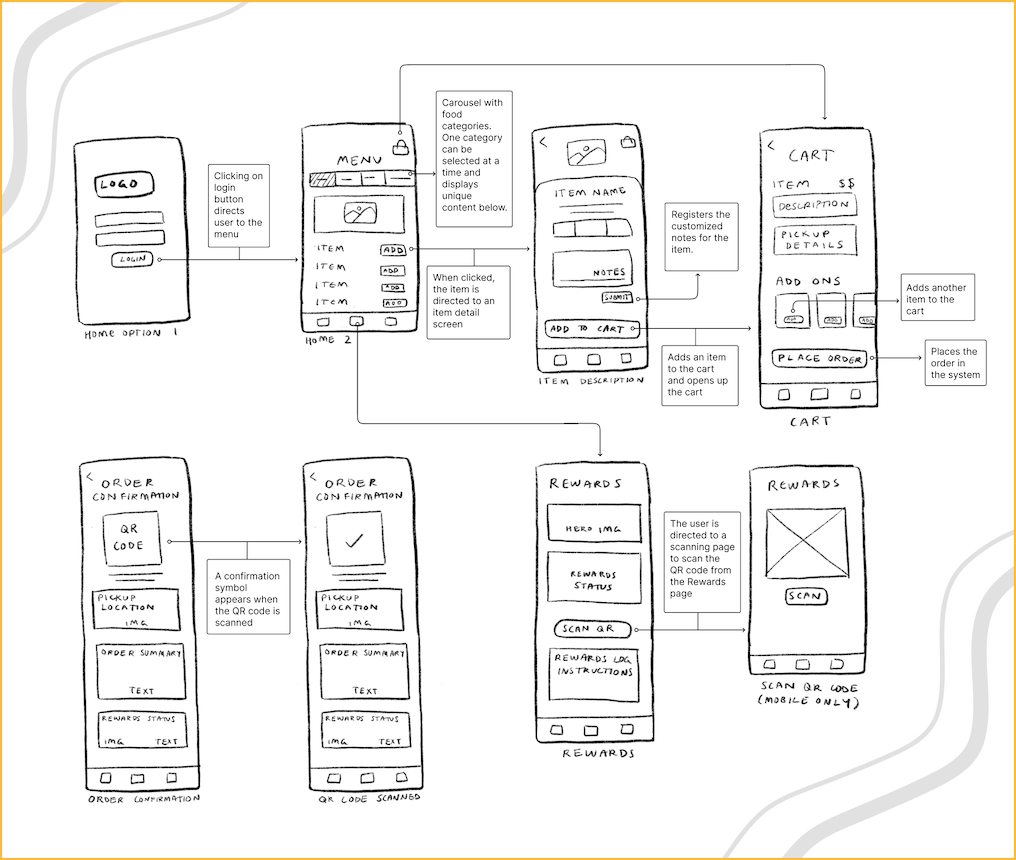 LOGO
LOGIN
HOME OPTION 1
Clicking on
login
button
directs
user to the
menu
MENU
ITEM ADD
ITEM ADD
ITEM ADD
ITEM ADD
HOME 2
Carousel with
food
categories.
One category
can be
selected at a
time and
displays
unique
content below.
When clicked,
the item is
directed to an
item detail
screen
ITEM NAME
NOTES
SUBMIT
ADD TO CART
ITEM DESCRIPTION
Registers the
customized
notes for the
item.
Adds an item
to the cart
and opens up
the cart
CART
ITEM $$
DESCRIPTION
PICKUP
DETAILS
ADD ONS
ADD ADD ADD
PLACE ORDER
CART
Adds another
item to the
cart
Places the
order in
the system
ORDER
CONFIRMATION
QR
CODE
PICKUP
LOCATION
IMG
ORDER SUMMARY
TEXT
REWARDS STATUS
IMG TEXT
ORDER CONFIRMATION
A confirmation
symbol
appears when
the QR code is
scanned
ORDER
CONFIRMATION
PICKUP
LOCATION
IMG
ORDER SUMMARY
TEXT
REWARDS STATUS
IMG TEXT
QR CODE SCANNED
REWARDS
HERO IMG
REWARDS
STATUS
SCAN QR
REWARDS LOG
INSTRUCTIONS
REWARDS
The user is
directed to a
scanning page
to scan the
QR code from
the Rewards
page
REWARDS
SCAN
SCAN QR CODE
(MOBILE ONLY)